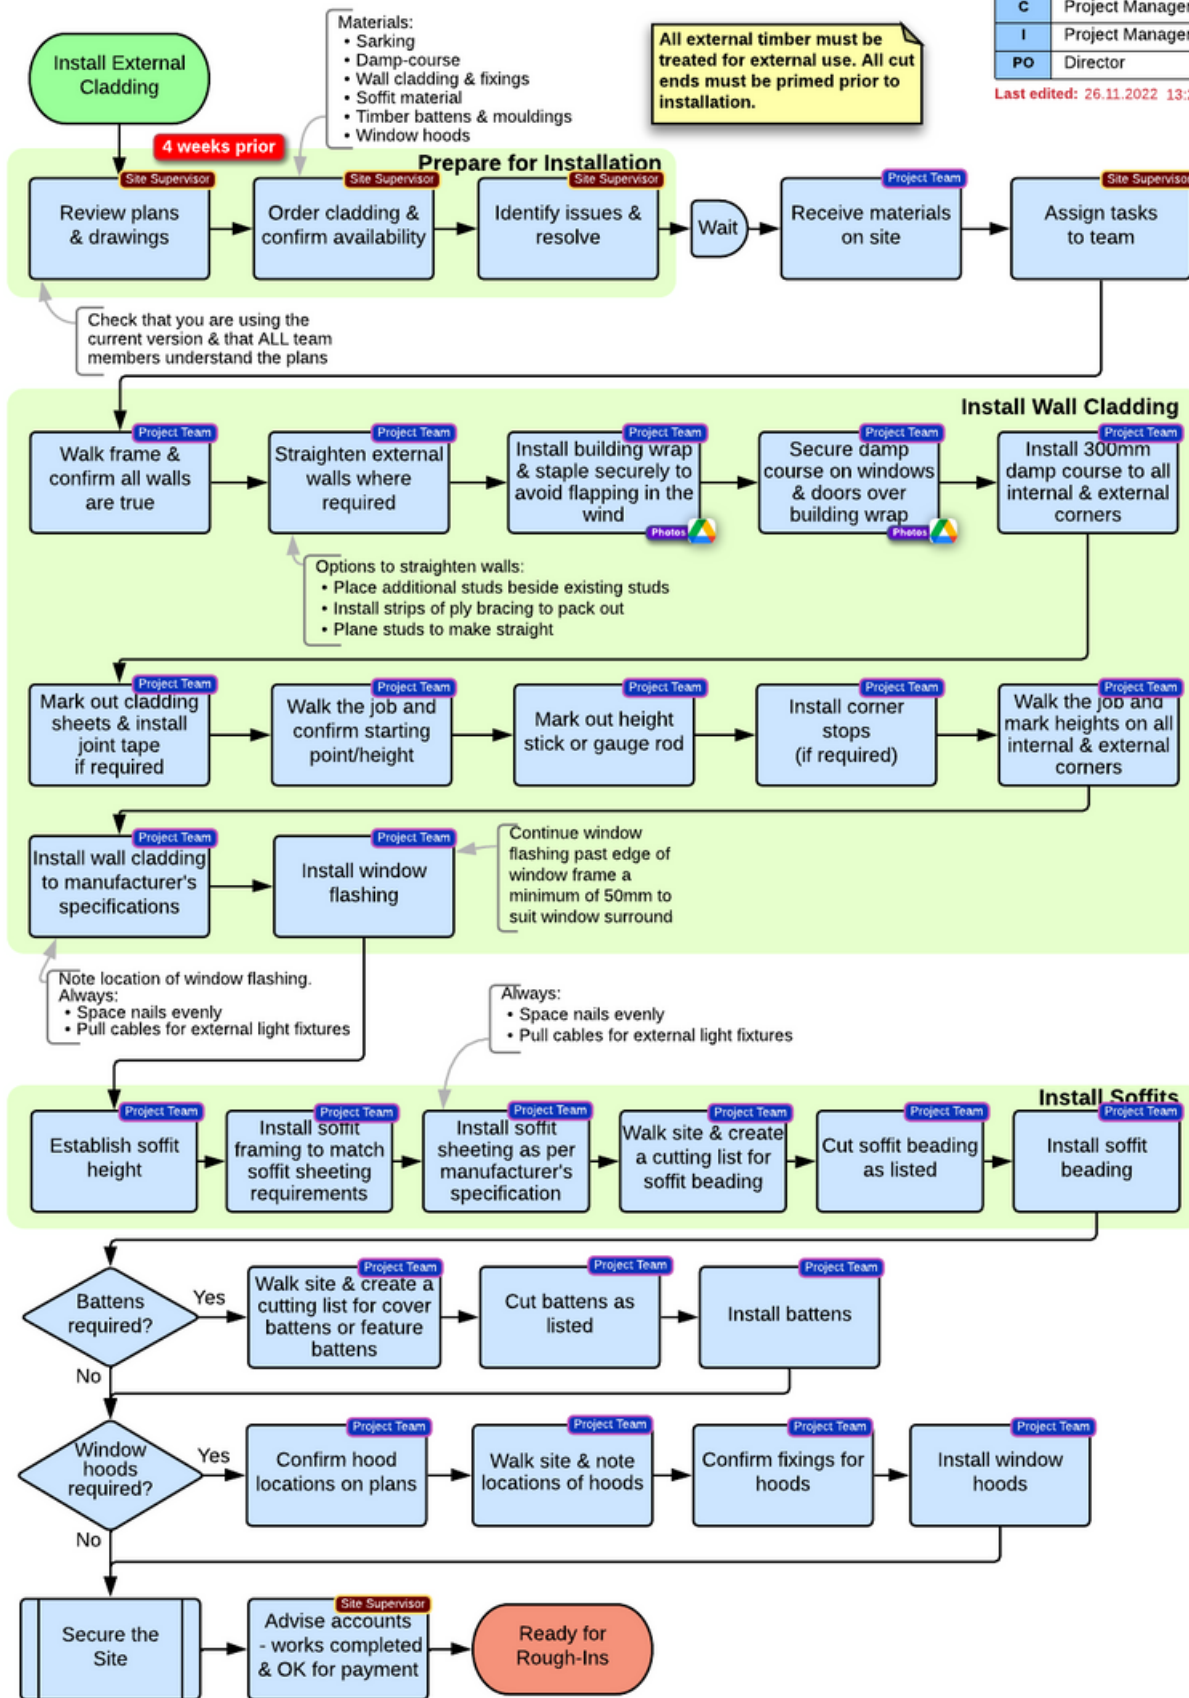 Materials:
• Sarking
• Damp-course
• Wall cladding & fixings
• Soffit material
• Timber battens & mouldings
• Window hoods
All external timber must be
treated for external use. All cut
ends must be primed prior to
installation.
C Project Manager
I Project Manager
PO Director
Last edited: 26.11.2022
Install External
Cladding
4 weeks prior
Prepare for Installation
Site Supervisor
Review plans
& drawings
Site Supervisor
Order cladding &
confirm availability
Site Supervisor
Identify issues &
resolve
Wait
Project Team
Receive materials
on site
Site Supervisor
Assign tasks
to team
Check that you are using the
current version & that ALL team
members understand the plans
Install Wall Cladding
Project Team
Walk frame &
confirm all walls
are true
Project Team
Straighten external
walls where
required
Project Team
Install building wrap
& staple securely to
avoid flapping in the
wind
Photos
Project Team
Secure damp
course on windows
& doors over
building wrap
Photos
Project Team
Install 300mm
damp course to all
internal & external
corners
Options to straighten walls:
• Place additional studs beside existing studs
• Install strips of ply bracing to pack out
• Plane studs to make straight
Project Team
Mark out cladding
sheets & install
joint tape
if required
Project Team
Walk the job and
confirm starting
point/height
Project Team
Mark out height
stick or gauge rod
Project Team
Install corner
stops
(if required)
Project Team
Walk the job and
mark heights on all
internal & external
corners
Project Team
Install wall cladding
to manufacturer's
specifications
Project Team
Install window
flashing
Continue window
flashing past edge of
window frame a
minimum of 50mm to
suit window surround
Note location of window flashing.
Always:
• Space nails evenly
• Pull cables for external light fixtures
Always:
• Space nails evenly
• Pull cables for external light fixtures
Install Soffits
Project Team
Establish soffit
height
Project Team
Install soffit
framing to match
soffit sheeting
requirements
Project Team
Install soffit
sheeting as per
manufacturer's
specification
Project Team
Walk site & create
a cutting list for
soffit beading
Project Team
Cut soffit beading
as listed
Project Team
Install soffit
beading
Battens
required?
Yes
No
Project Team
Walk site & create a
cutting list for cover
battens or feature
battens
Project Team
Cut battens as
listed
Project Team
Install battens
Window
hoods
required?
Yes
No
Project Team
Confirm hood
locations on plans
Project Team
Walk site & note
locations of hoods
Project Team
Confirm fixings for
hoods
Project Team
Install window
hoods
Secure the
Site
Site Supervisor
Advise accounts
- works completed
& OK for payment
Ready for
Rough-Ins